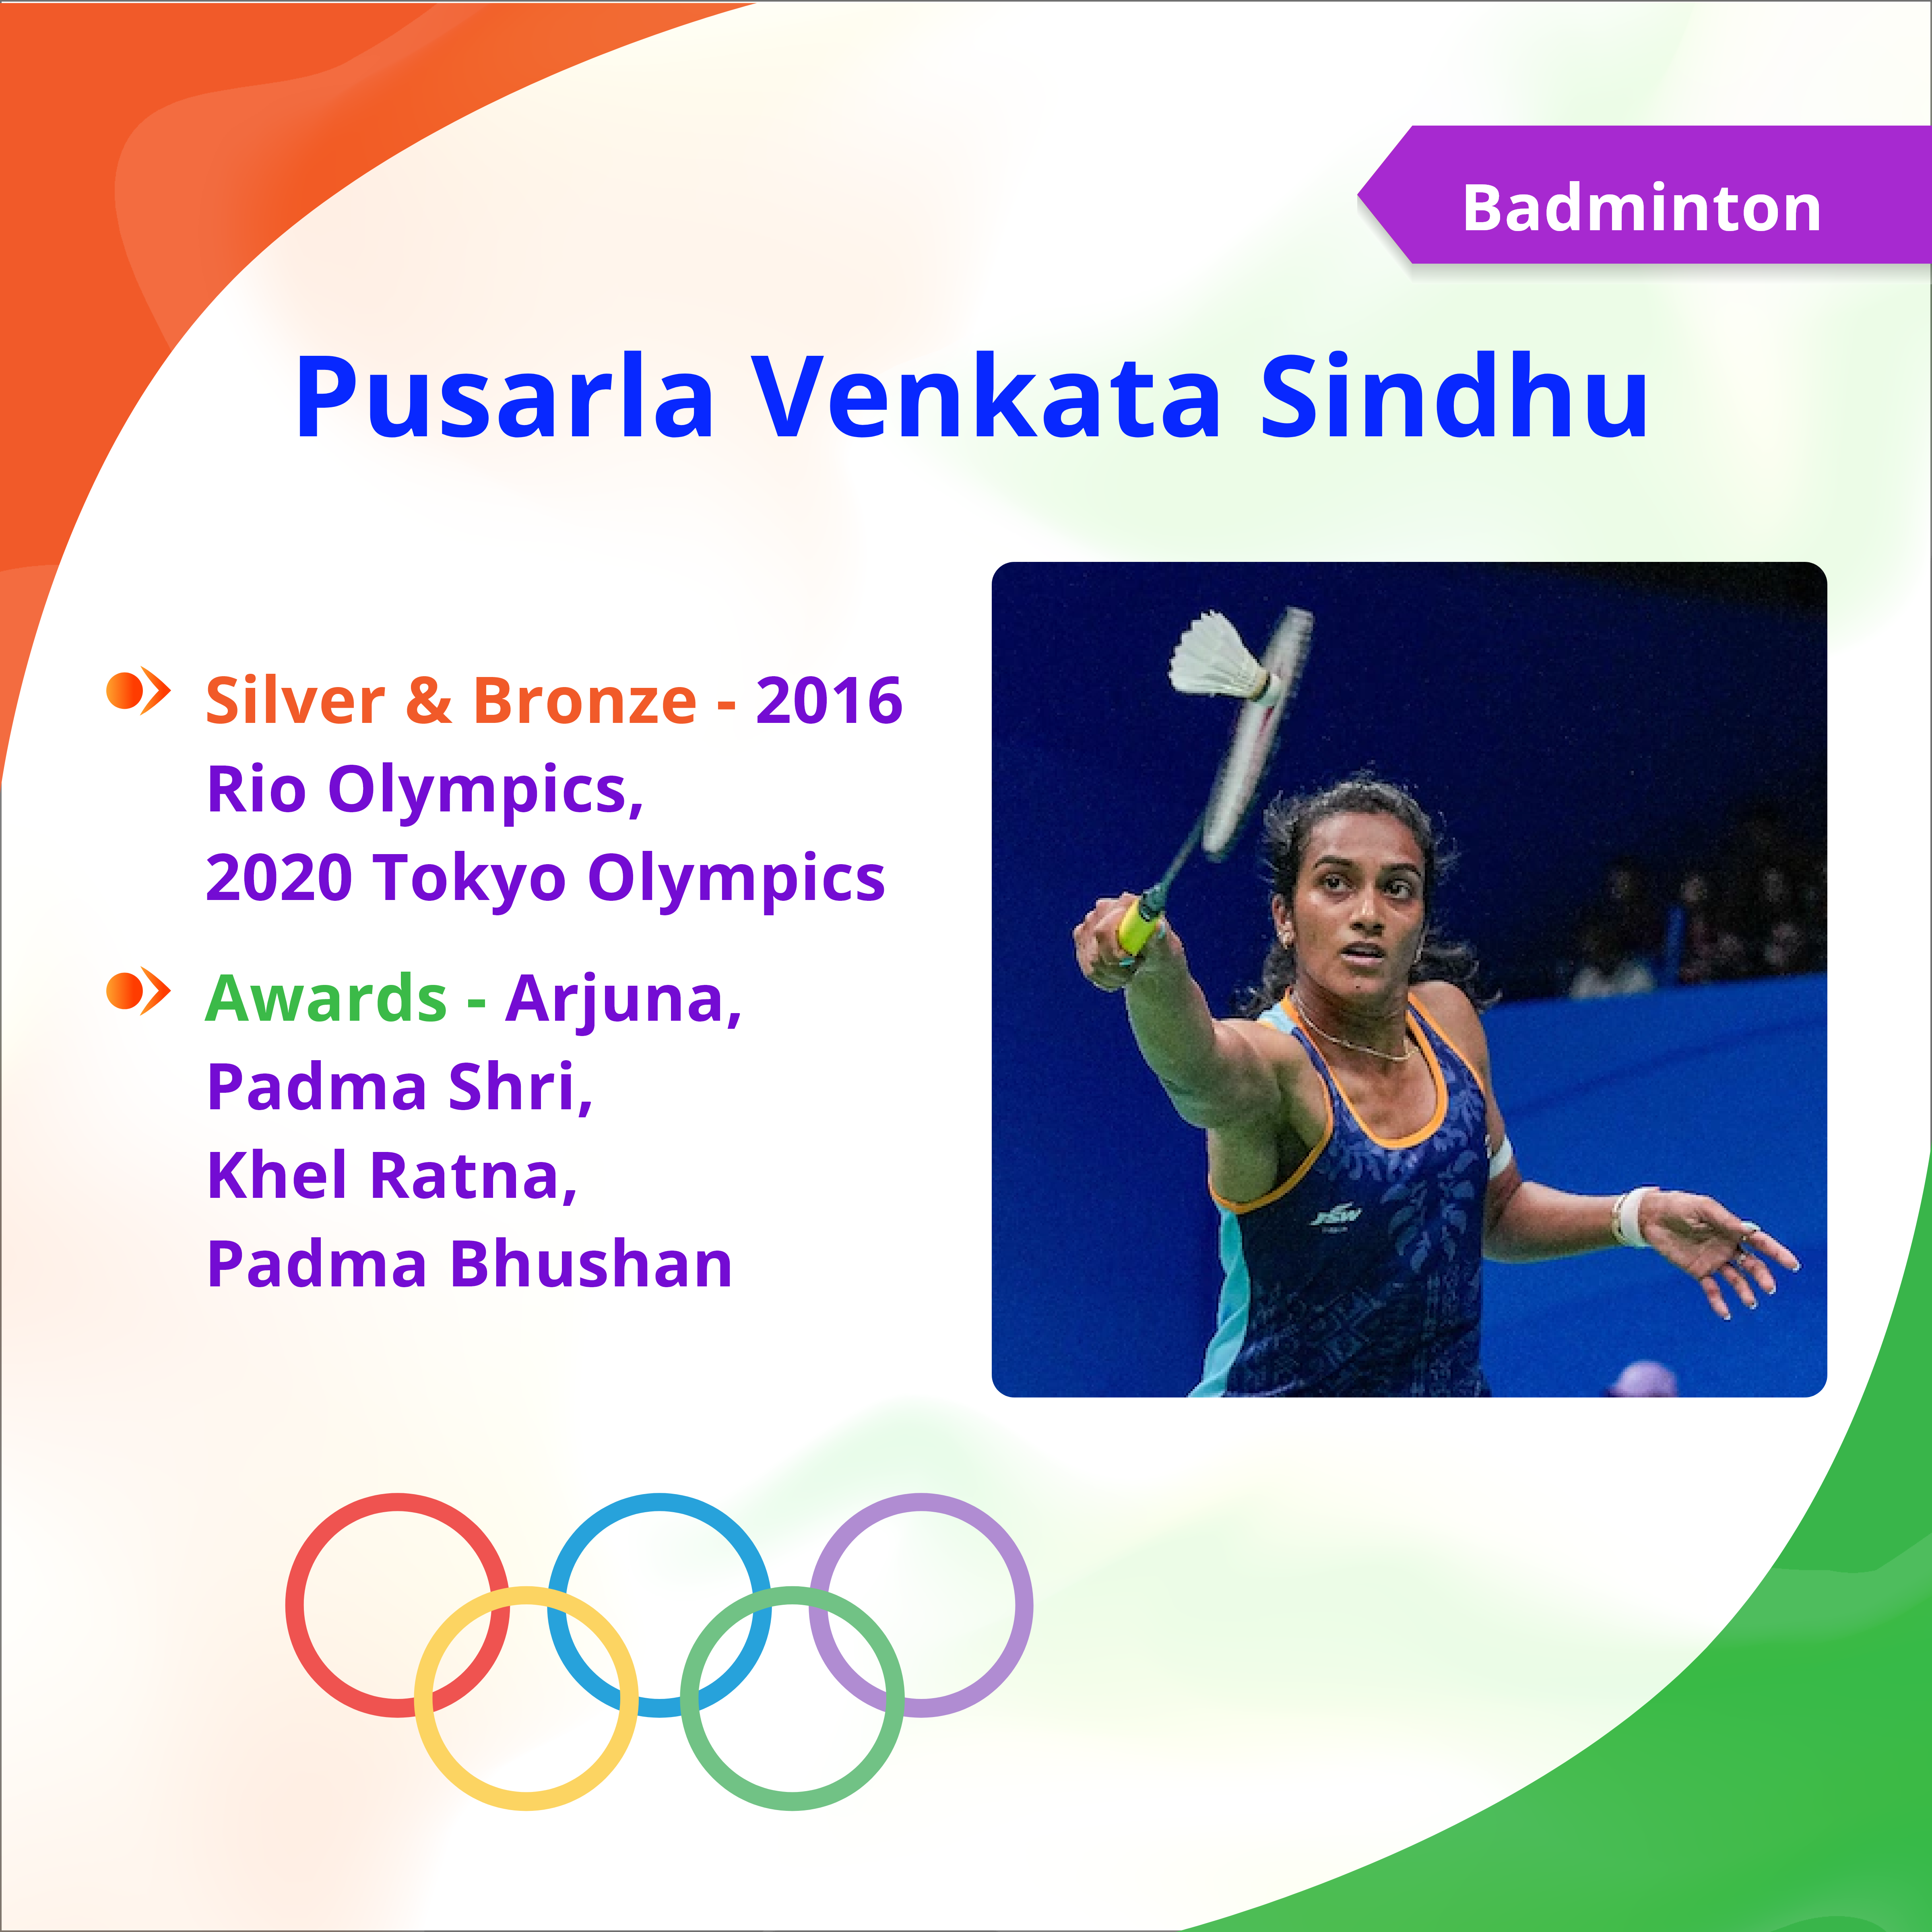 Badminton
Pusarla Venkata Sindhu
Silver & Bronze - 2016
Rio Olympics,
2020 Tokyo Olympics
Awards - Arjuna,
Padma Shri,
Khel Ratna,
Padma Bhushan
JSW